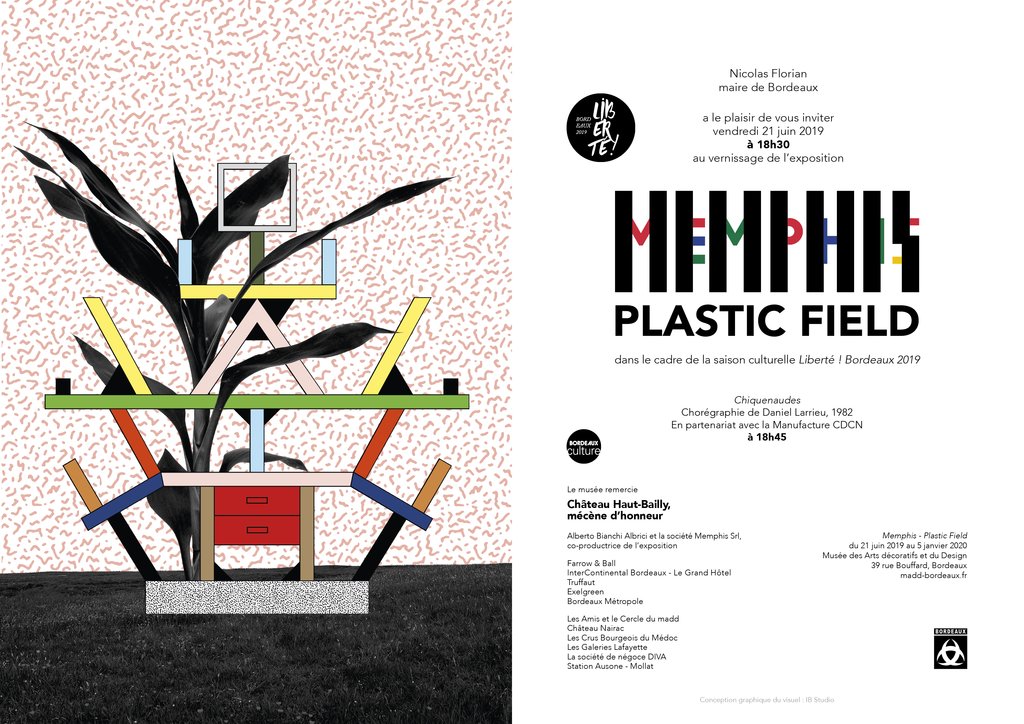 Nicolas Florian
maire de Bordeaux
BORD
EAUX
2019
LIB
ER
TÉ!
a le plaisir de vous inviter
vendredi 21 juin 2019
à 18h30
au vernissage de l'exposition
MEMPHIS
PLASTIC FIELD
dans le cadre de la saison culturelle Liberté ! Bordeaux 2019
Chiquenaudes
Chorégraphie de Daniel Larrieu, 1982
En partenariat avec la Manufacture CDCN
à 18h45
BORDEAUX
culture
Le musée remercie
Château Haut-Bailly,
mécène d'honneur
Alberto Bianchi Albrici et la société Memphis Srl,
co-productrice de l'exposition
Farrow & Ball
InterContinental Bordeaux - Le Grand Hôtel
Truffaut
Exelgreen
Bordeaux Métropole
Les Amis et le Cercle du madd
Château Nairac
Les Crus Bourgeois du Médoc
Les Galeries Lafayette
La société de négoce DIVA
Station Ausone - Mollat
Memphis - Plastic Field
du 21 juin 2019 au 5 janvier 2020
Musée des Arts décoratifs et du Design
39 rue Bouffard, Bordeaux
madd-bordeaux.fr
BORDEAUX
Conception graphique du visuel : IB Studio